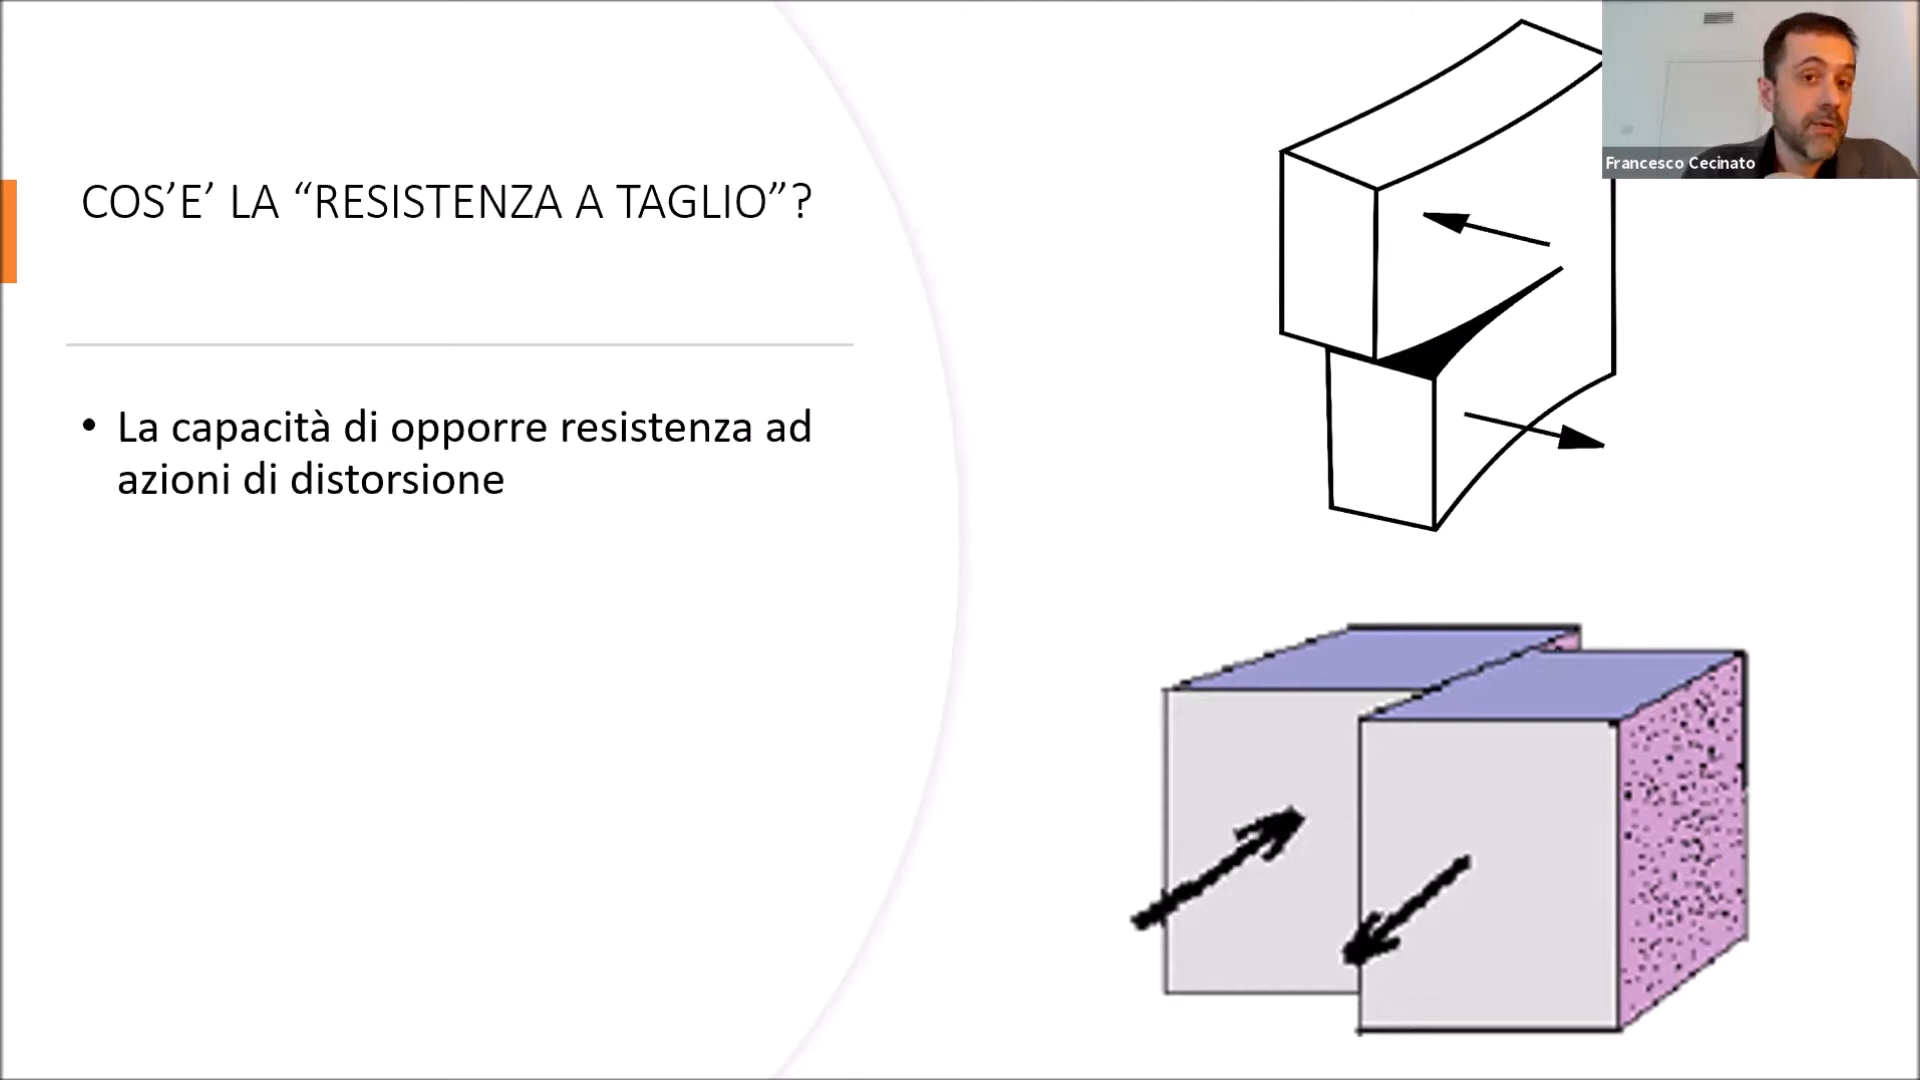 COS’E’ LA “RESISTENZA A TAGLIO”?
• La capacità di opporre resistenza ad
azioni di distorsione
Francesco Cecinato